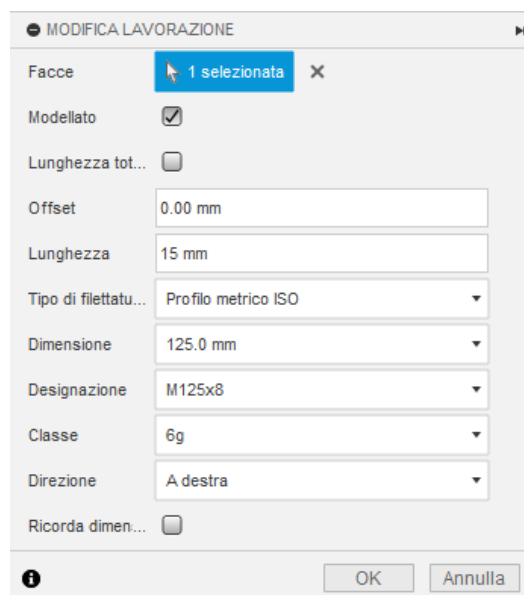 MODIFICA LAVORAZIONE
Facce 1 selezionata
Modellato
Lunghezza tot...
Offset 0.00 mm
Lunghezza 15 mm
Tipo di filettatu... Profilo metrico ISO
Dimensione 125.0 mm
Designazione M125x8
Classe 6g
Direzione A destra
Ricorda dimen...
OK Annulla